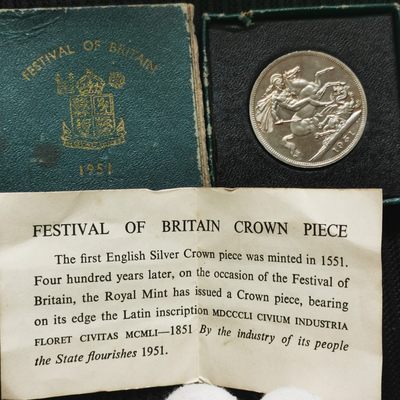 FESTIVAL OF BRITAIN
1951
1951
FESTIVAL OF BRITAIN CROWN PIECE
The first English Silver Crown piece was minted in 1551.
Four hundred years later, on the occasion of the Festival of
Britain, the Royal Mint has issued a Crown piece, bearing
on its edge the Latin inscription MDCCCLI CIVIUM INDUSTRIA
FLORET CIVITAS MCMLI—1851 By the industry of its people
the State flourishes 1951.